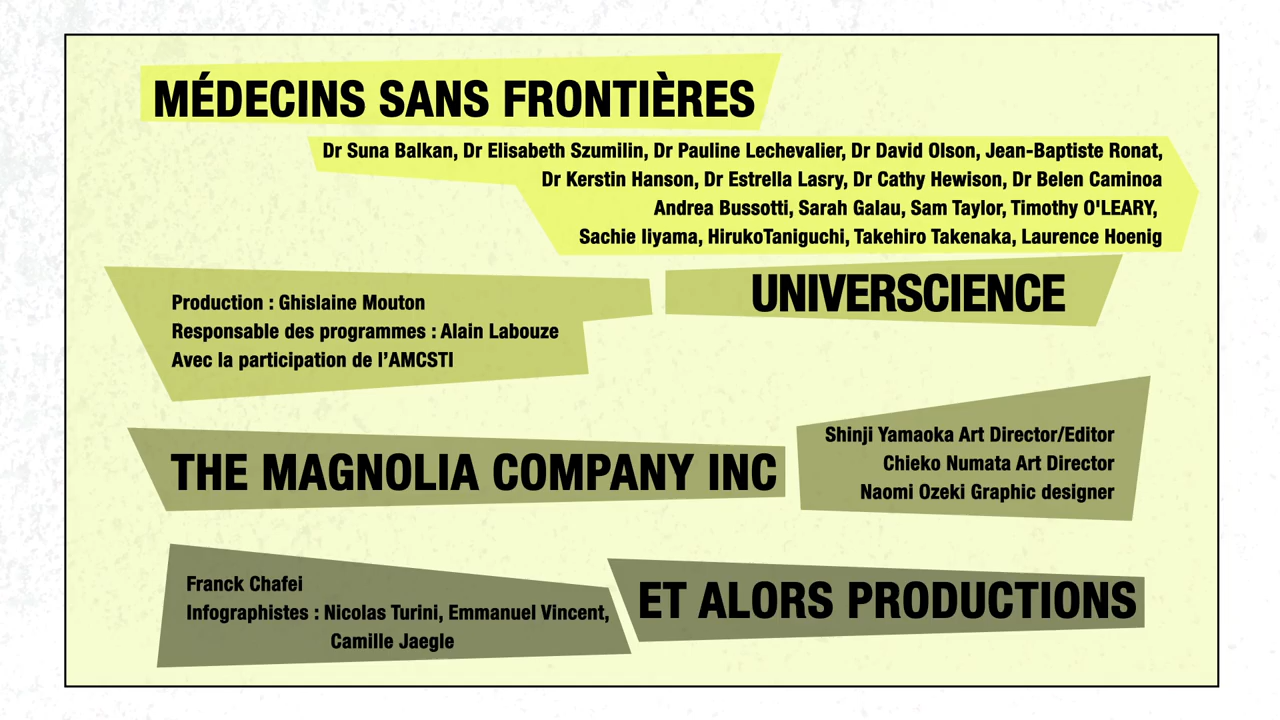 MÉDECINS SANS FRONTIÈRES
Dr Suna Balkan, Dr Elisabeth Szumilin, Dr Pauline Lechevalier, Dr David Olson, Jean-Baptiste Ronat,
Dr Kerstin Hanson, Dr Estrella Lasry, Dr Cathy Hewison, Dr Belen Caminoa
Andrea Bussotti, Sarah Galau, Sam Taylor, Timothy O'LEARY,
Sachie Iiyama, HirukoTaniguchi, Takehiro Takenaka, Laurence Hoenig
UNIVERSCIENCE
Production : Ghislaine Mouton
Responsable des programmes : Alain Labouze
Avec la participation de l’AMCSTI
THE MAGNOLIA COMPANY INC
Shinji Yamaoka Art Director/Editor
Chieko Numata Art Director
Naomi Ozeki Graphic designer
ET ALORS PRODUCTIONS
Franck Chafei
Infographistes : Nicolas Turini, Emmanuel Vincent,
Camille Jaegle